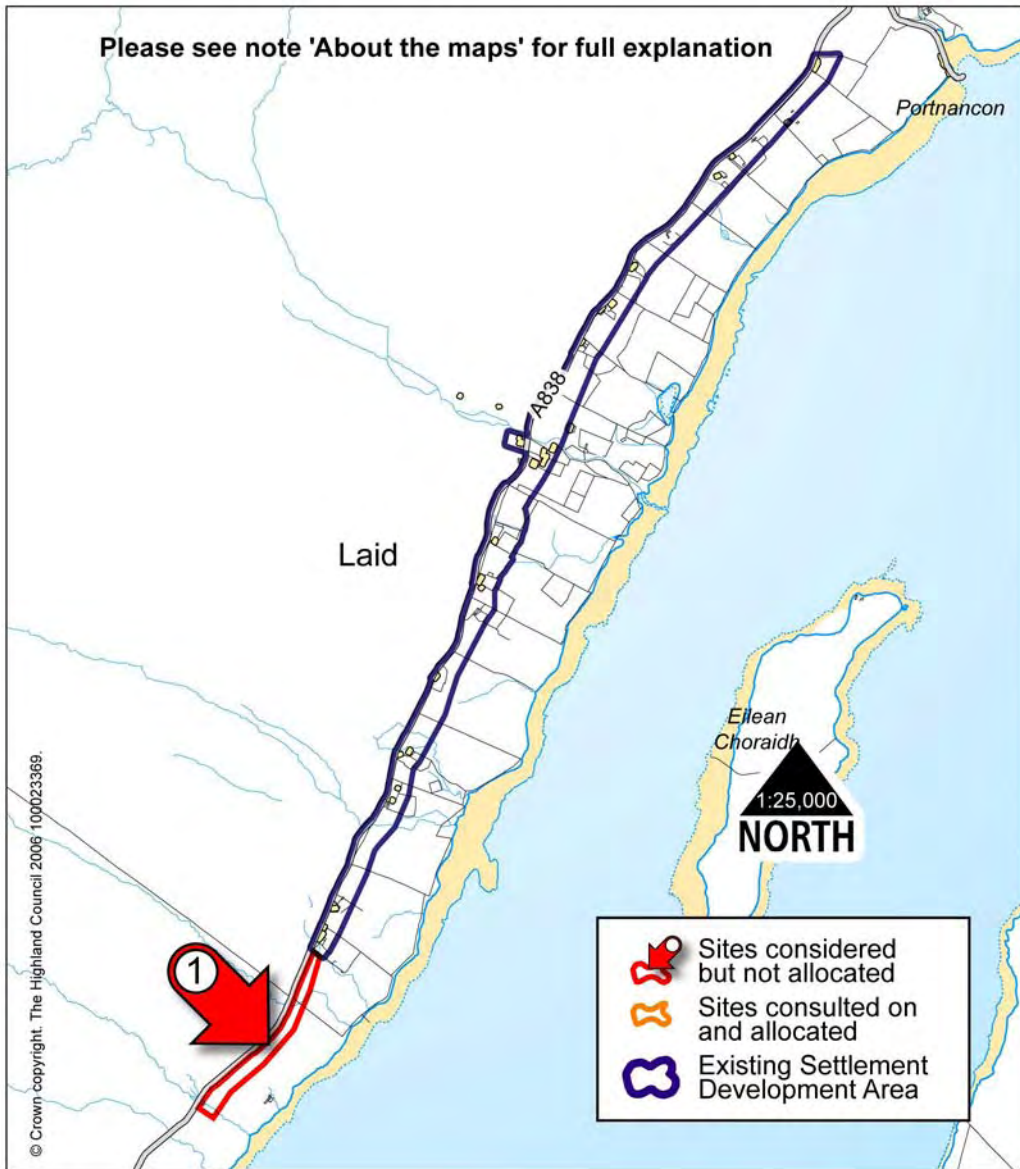 Please see note 'About the maps' for full explanation
Portnancon
A838
Laid
Eilean
Choraidh
1:25,000
NORTH
1
Sites considered
but not allocated
Sites consulted on
and allocated
Existing Settlement
Development Area
© Crown copyright. The Highland Council 2006 100023369.